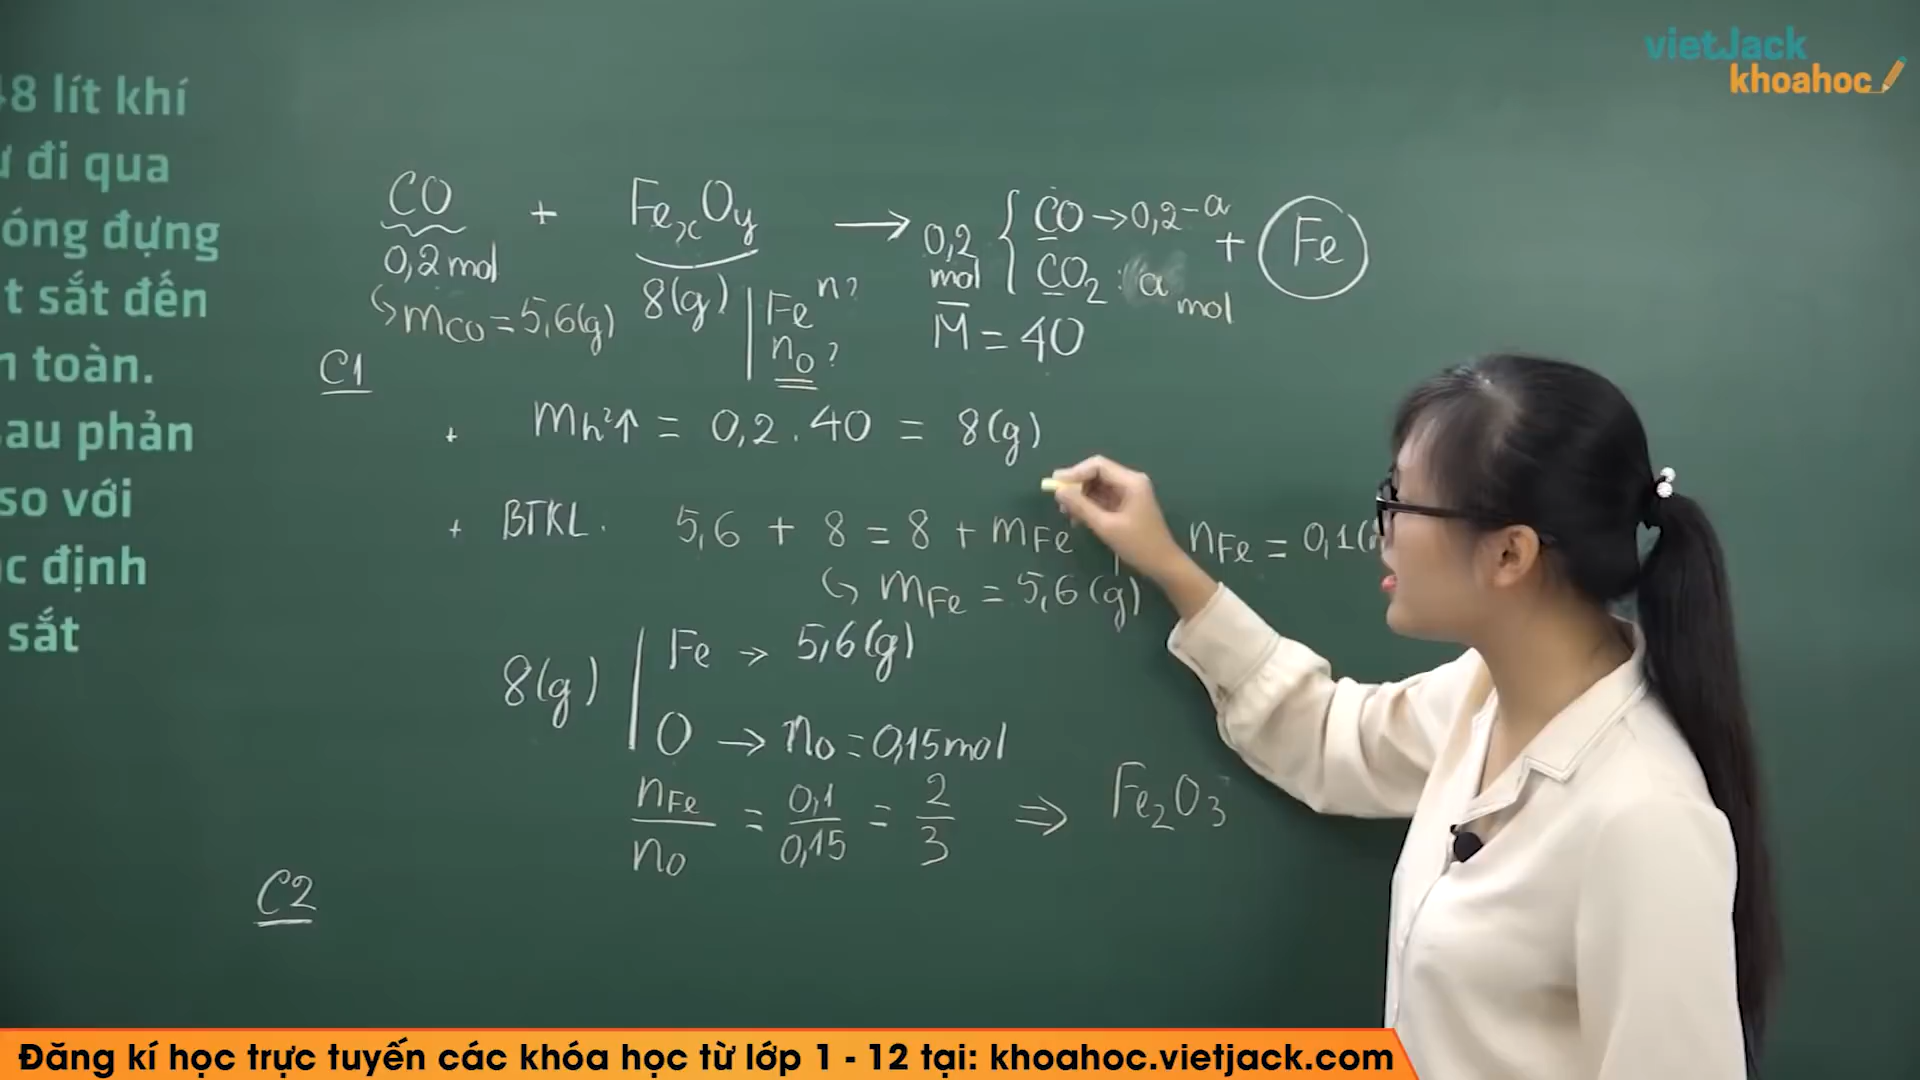 vietJack
khoahoc
48 lít khí
ừ đi qua
óng đựng
t sắt đến
n toàn.
sau phản
so với
c định
sắt
CO + FexOy → 0,2 mol { CO → 0,2 - a + Fe
CO2 : a mol
0,2 mol
8(g) | Fe n?
nO ?
M̄ = 40
↪ mCO = 5,6(g)
C1
+ mh²↑ = 0,2 . 40 = 8(g)
+ BTKL. 5,6 + 8 = 8 + mFe nFe = 0,1(
↪ mFe = 5,6(g)
8(g) | Fe → 5,6(g)
O → nO = 0,15 mol
nFe/nO = 0,1/0,15 = 2/3 ⇒ Fe2O3
C2
Đăng kí học trực tuyến các khóa học từ lớp 1 - 12 tại: khoahoc.vietjack.com